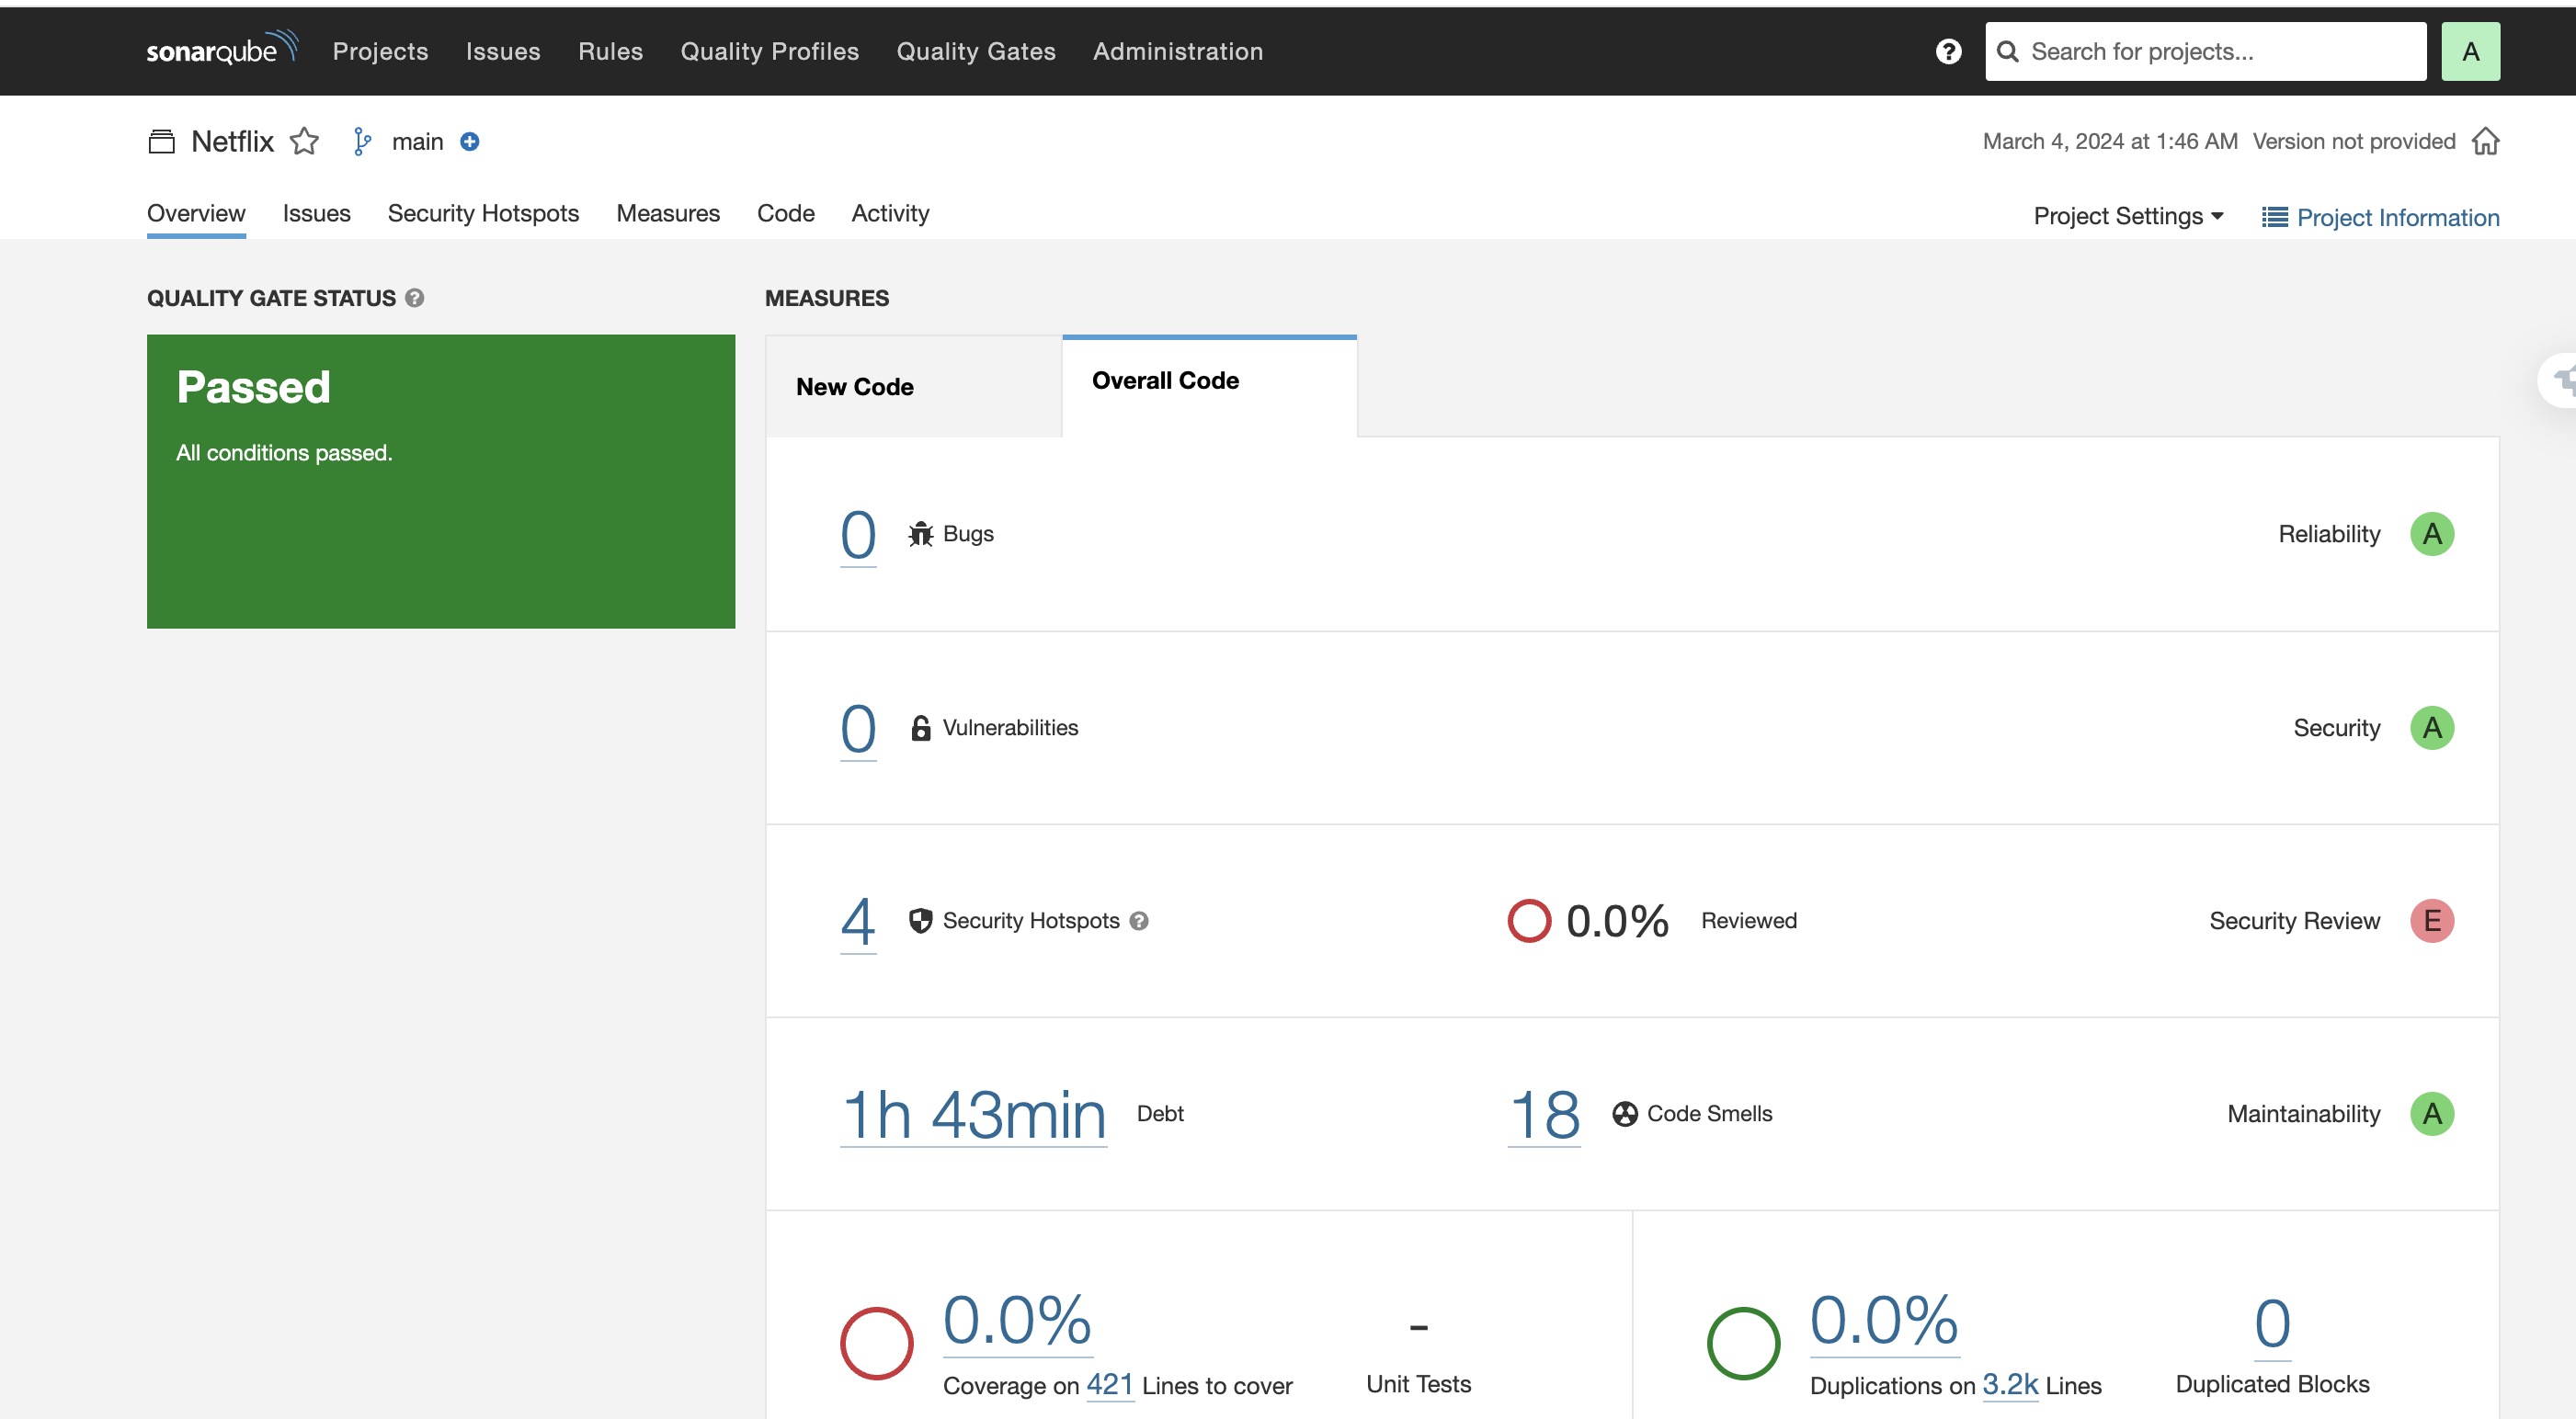 sonarqube Projects Issues Rules Quality Profiles Quality Gates Administration ? Search for projects... A
Netflix main March 4, 2024 at 1:46 AM Version not provided
Overview Issues Security Hotspots Measures Code Activity Project Settings Project Information
QUALITY GATE STATUS ? MEASURES
Passed
All conditions passed.
New Code Overall Code
0 Bugs Reliability A
0 Vulnerabilities Security A
4 Security Hotspots ? 0.0% Reviewed Security Review E
1h 43min Debt 18 Code Smells Maintainability A
0.0% - 0.0% 0
Coverage on 421 Lines to cover Unit Tests Duplications on 3.2k Lines Duplicated Blocks